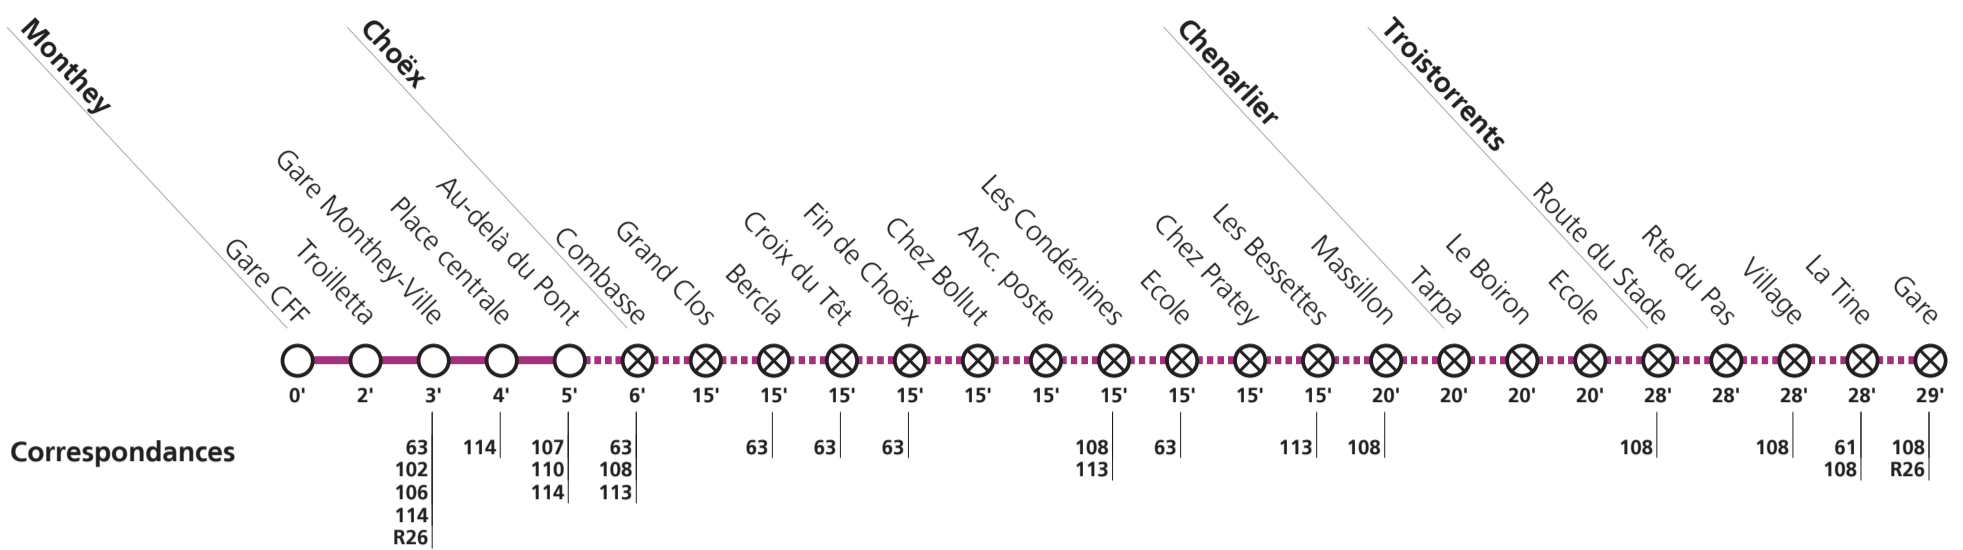 Monthey
Choëx
Chenarlier
Troistorrents
Gare CFF
Troilletta
Gare Monthey-Ville
Place centrale
Au-delà du Pont
Combasse
Grand Clos
Bercla
Croix du Têt
Fin de Choëx
Chez Bollut
Anc. poste
Les Condémines
Ecole
Chez Pratey
Les Bessettes
Massillon
Tarpa
Le Boiron
Ecole
Route du Stade
Rte du Pas
Village
La Tine
Gare
0' 2' 3' 4' 5' 6' 15' 15' 15' 15' 15' 15' 15' 15' 15' 15' 20' 20' 20' 20' 28' 28' 28' 28' 29'
Correspondances
63 114 107 63 63 63 63 108 63 113 108 108 108 61 108
102 110 108 113 108 R26
106 114 113
114
R26